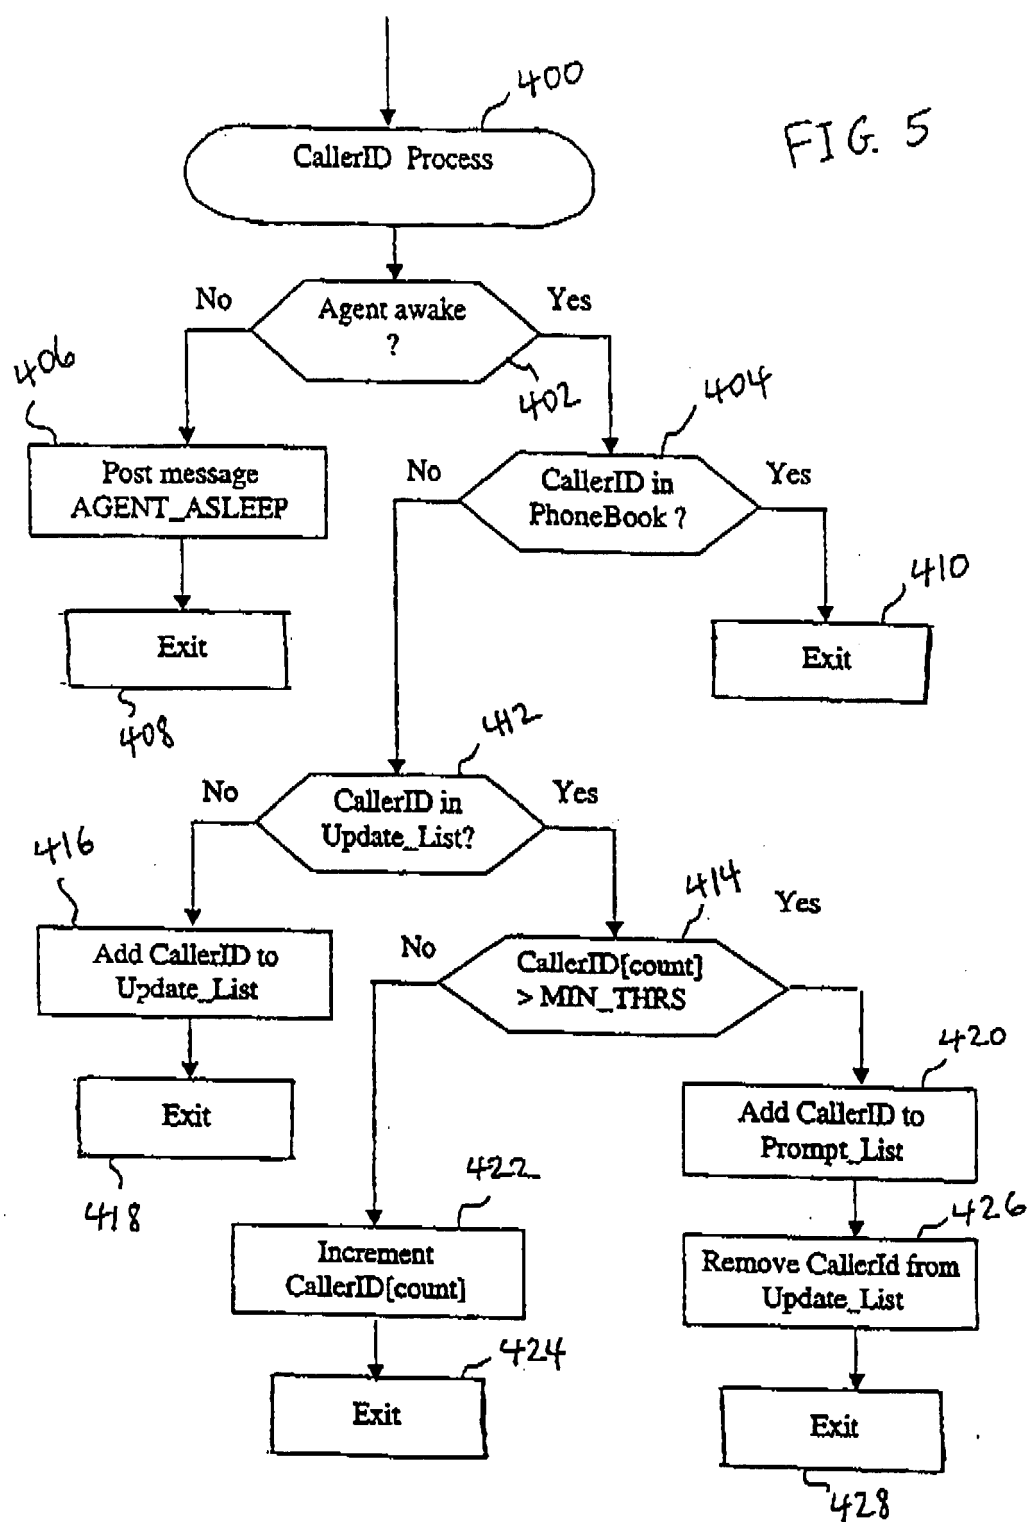 400
FIG. 5
CallerID Process
No
Agent awake
?
Yes
402
406
404
Post message
AGENT_ASLEEP
No
CallerID in
PhoneBook ?
Yes
410
Exit
408
Exit
412
No
CallerID in
Update_List?
Yes
416
414
Yes
Add CallerID to
Update_List
No
CallerID[count]
> MIN_THRS
420
Exit
418
Add CallerID to
Prompt_List
422
426
Increment
CallerID[count]
Remove CallerId from
Update_List
424
Exit
Exit
428